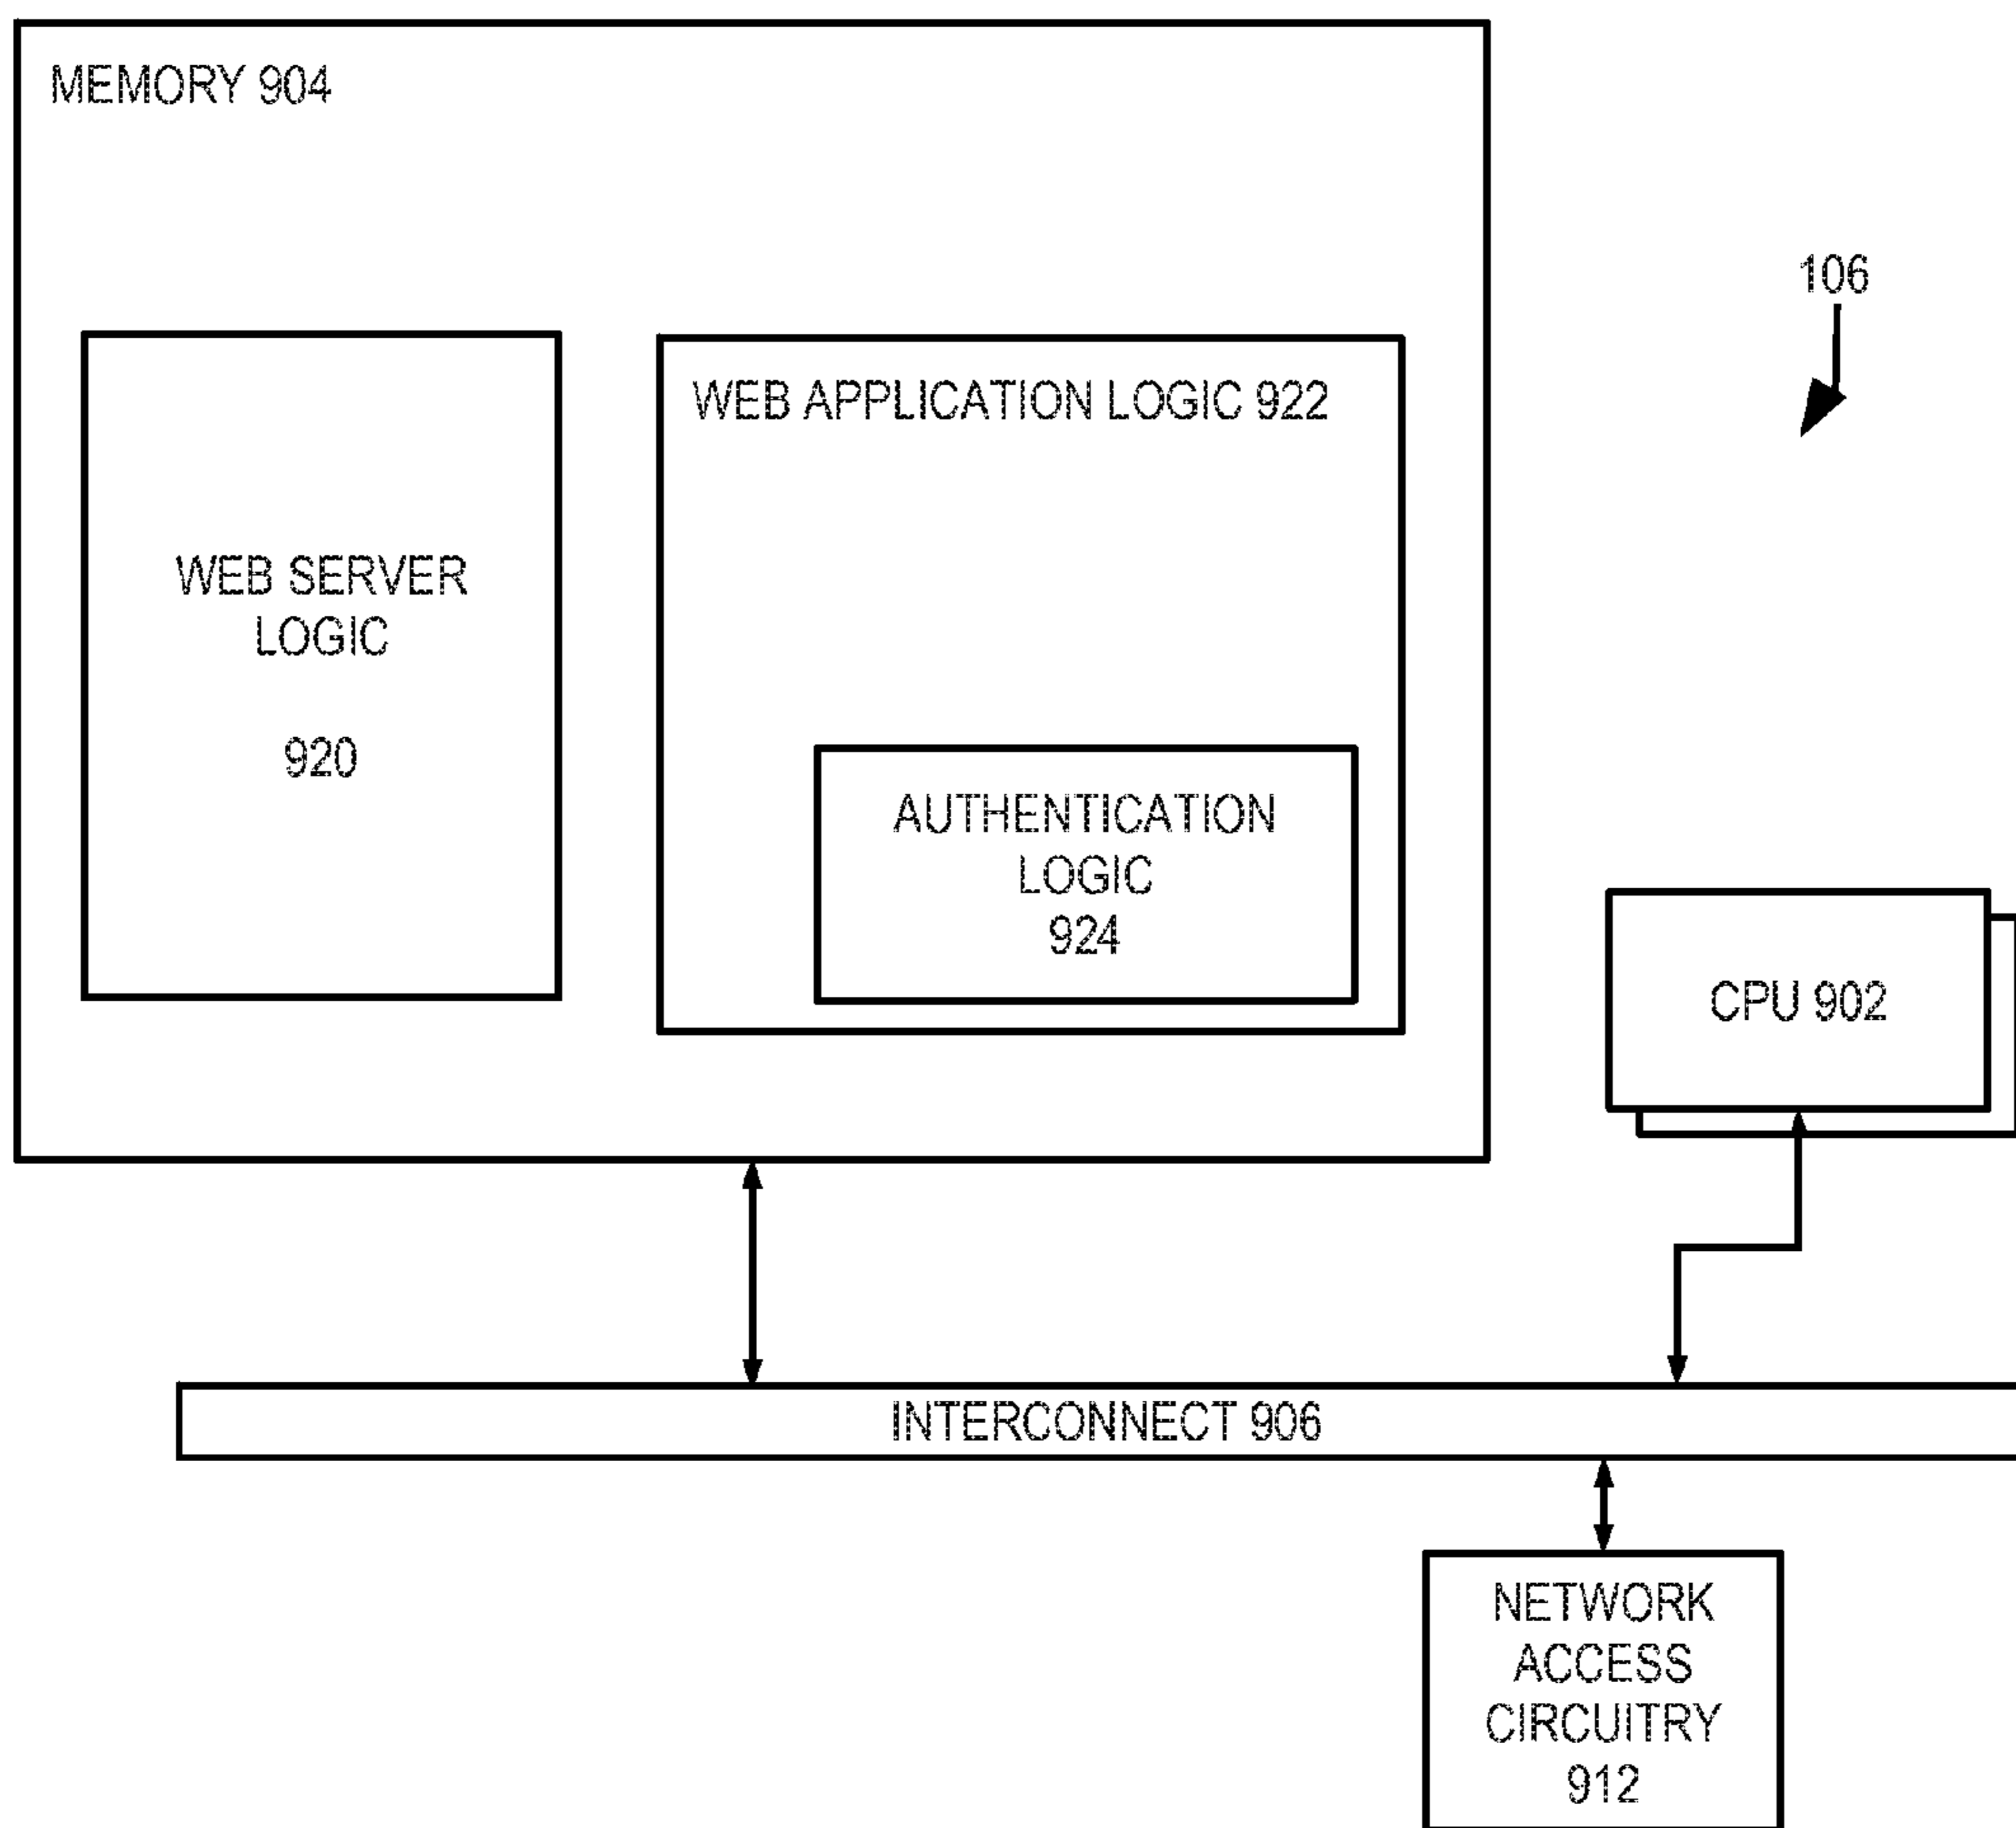 MEMORY 904
106
WEB APPLICATION LOGIC 922
WEB SERVER
LOGIC
920
AUTHENTICATION
LOGIC
924
CPU 902
INTERCONNECT 906
NETWORK
ACCESS
CIRCUITRY
912